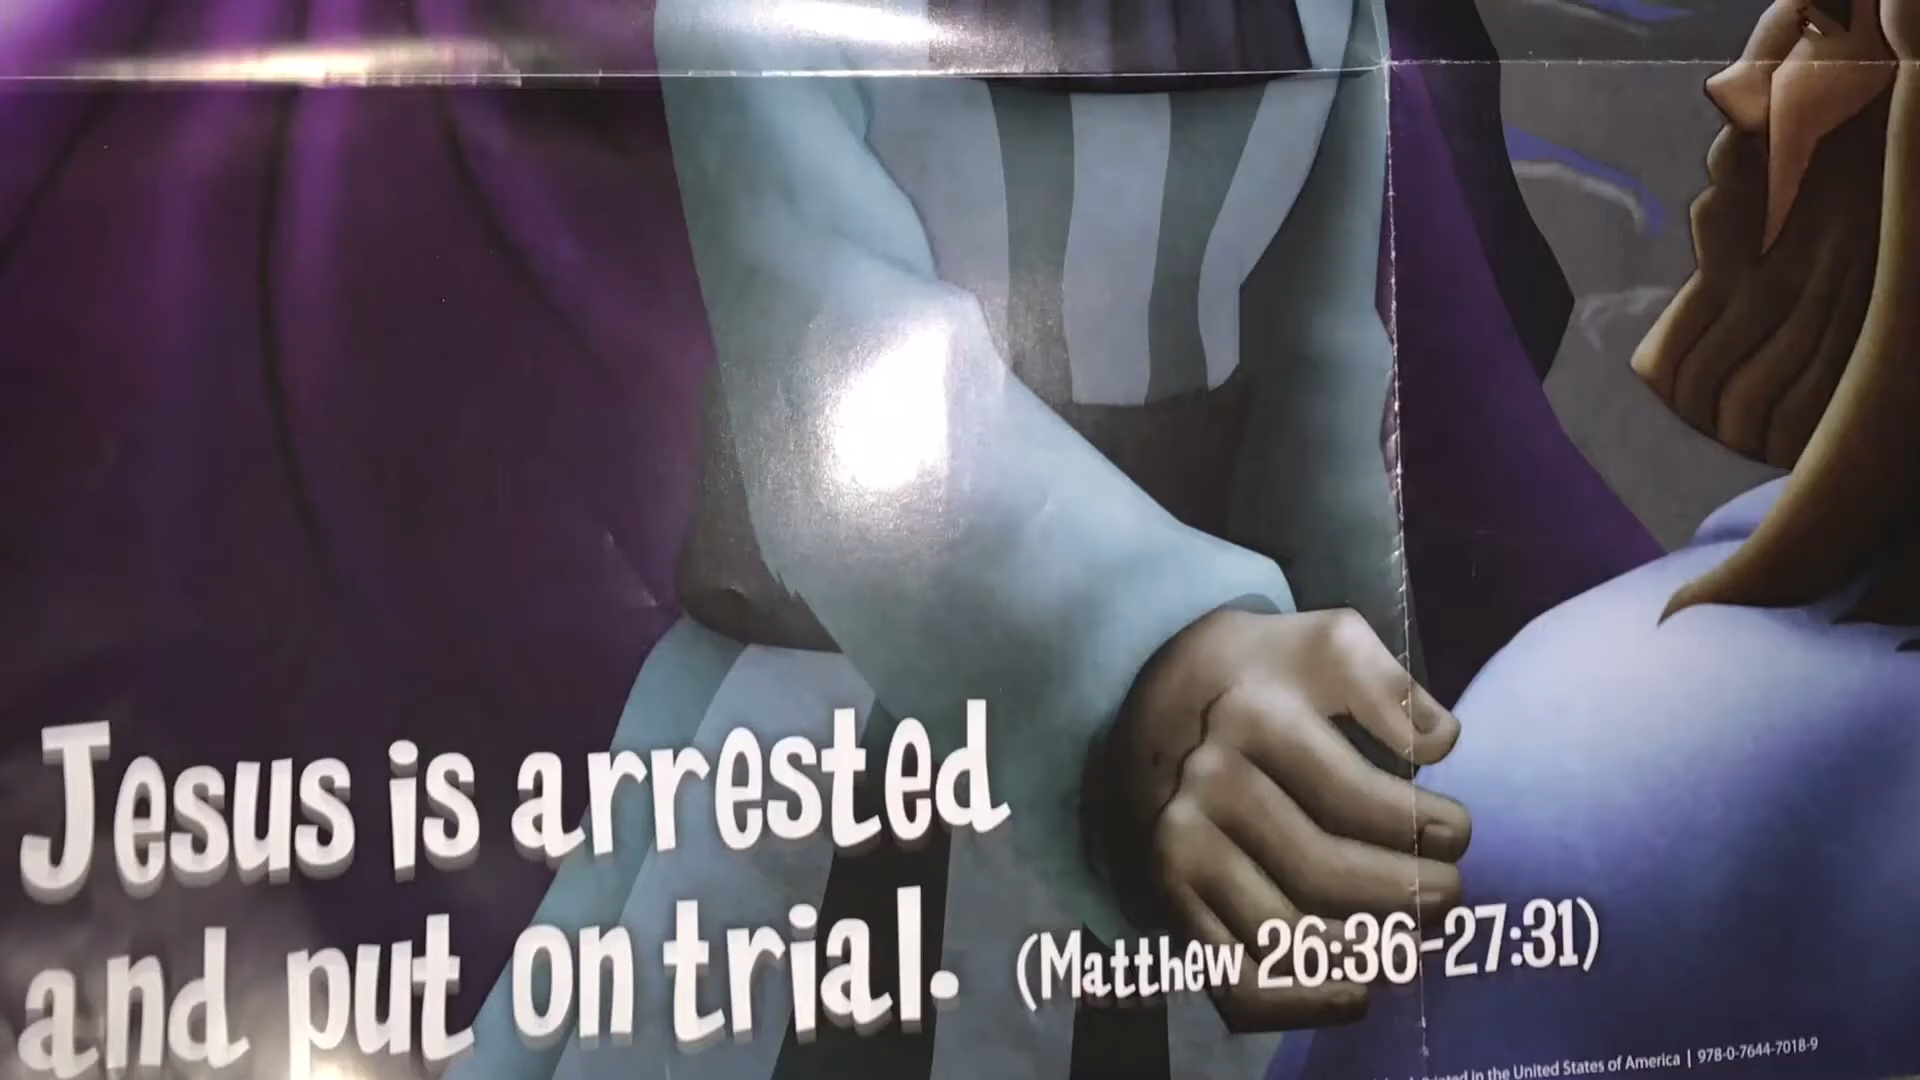 Jesus is arrested
and put on trial. (Matthew 26:36-27:31)
in the United States of America | 978-0-7644-7018-9